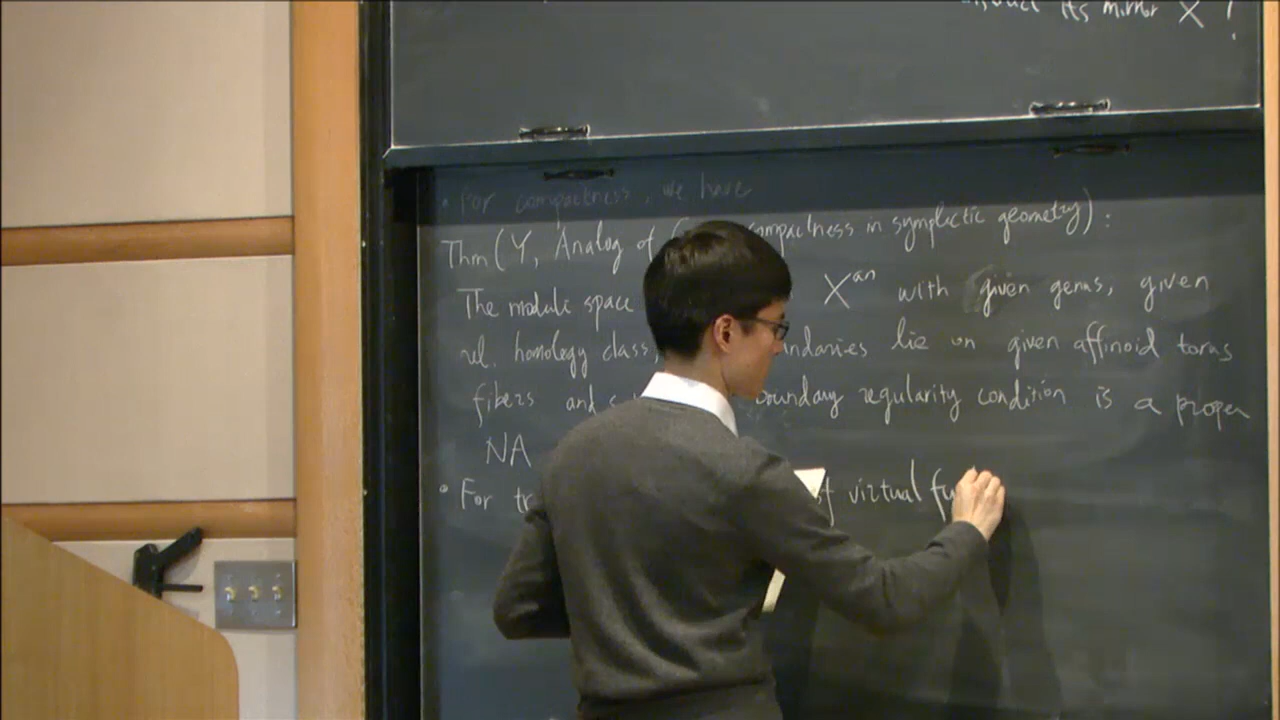 its mirror X ?
• For compactness, we have
Thm (Y, Analog of compactness in symplectic geometry) :
The moduli space X^an with given genus, given
rel. homology class, lie on given affinoid torus
fibers and boundary regularity condition is a proper
NA
• For of virtual